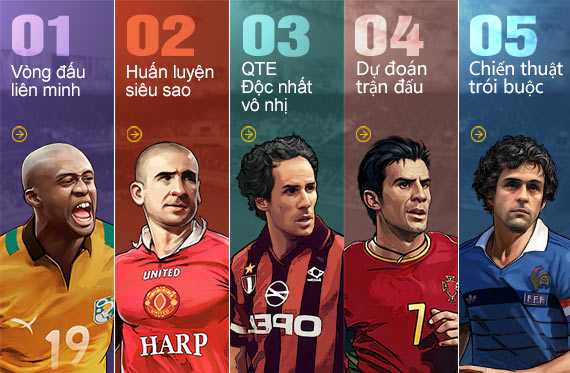 01
Vòng đấu
liên minh
02
Huấn luyện
siêu sao
03
QTE
Độc nhất
vô nhị
04
Dự đoán
trận đấu
05
Chiến thuật
trói buộc
19
UNITED
HARP
OPEL
7
F.F.F